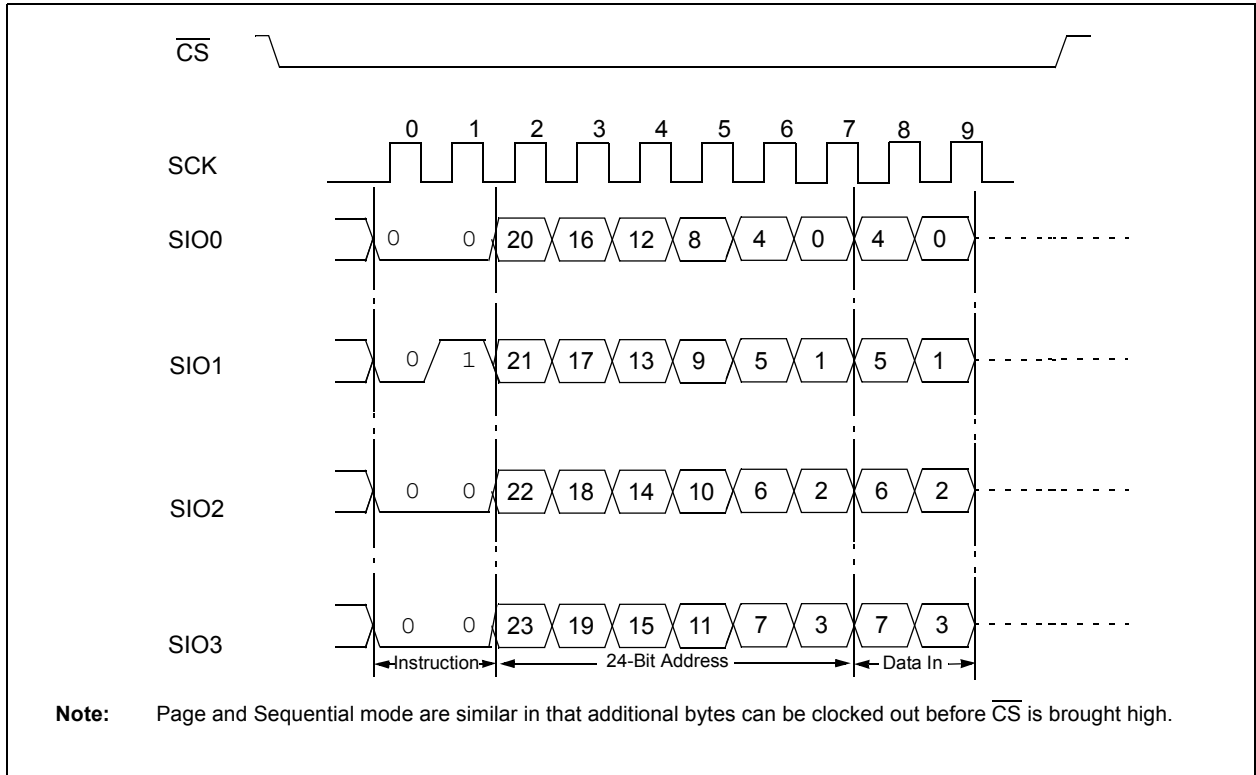 CS
0 1 2 3 4 5 6 7 8 9
SCK
SIO0 0 0 20 16 12 8 4 0 4 0
SIO1 0 1 21 17 13 9 5 1 5 1
SIO2 0 0 22 18 14 10 6 2 6 2
SIO3 0 0 23 19 15 11 7 3 7 3
Instruction 24-Bit Address Data In
Note: Page and Sequential mode are similar in that additional bytes can be clocked out before CS is brought high.